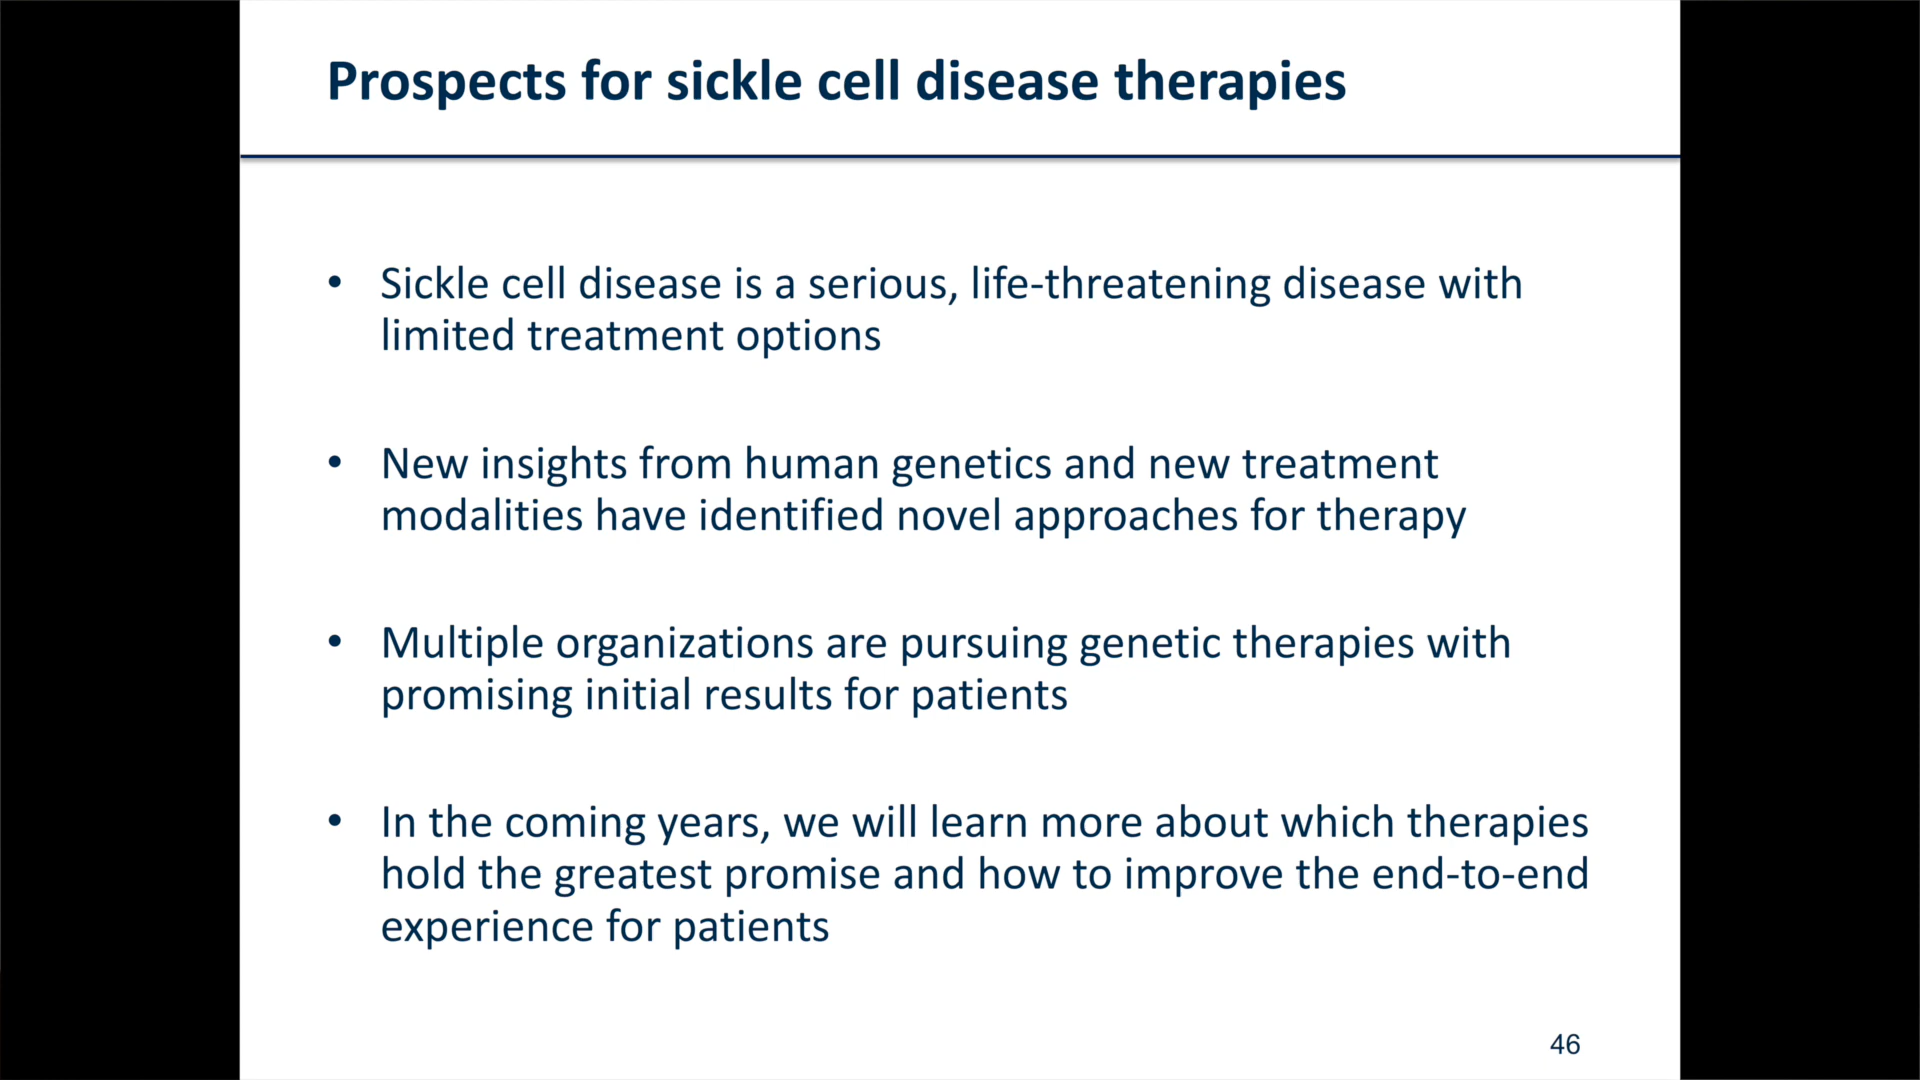 Prospects for sickle cell disease therapies
• Sickle cell disease is a serious, life-threatening disease with
limited treatment options
• New insights from human genetics and new treatment
modalities have identified novel approaches for therapy
• Multiple organizations are pursuing genetic therapies with
promising initial results for patients
• In the coming years, we will learn more about which therapies
hold the greatest promise and how to improve the end-to-end
experience for patients
46